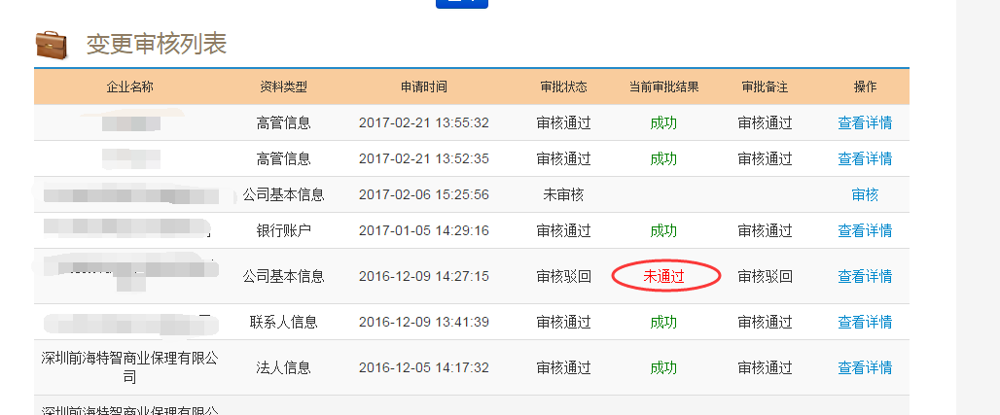 变更审核列表
企业名称 资料类型 申请时间 审批状态 当前审批结果 审批备注 操作
高管信息 2017-02-21 13:55:32 审核通过 成功 审核通过 查看详情
高管信息 2017-02-21 13:52:35 审核通过 成功 审核通过 查看详情
公司基本信息 2017-02-06 15:25:56 未审核 审核
银行账户 2017-01-05 14:29:16 审核通过 成功 审核通过 查看详情
公司基本信息 2016-12-09 14:27:15 审核驳回 未通过 审核驳回 查看详情
联系人信息 2016-12-09 13:41:39 审核通过 成功 审核通过 查看详情
深圳前海特智商业保理有限公
司 法人信息 2016-12-05 14:17:32 审核通过 成功 审核通过 查看详情
深圳前海特智商业保理有限公